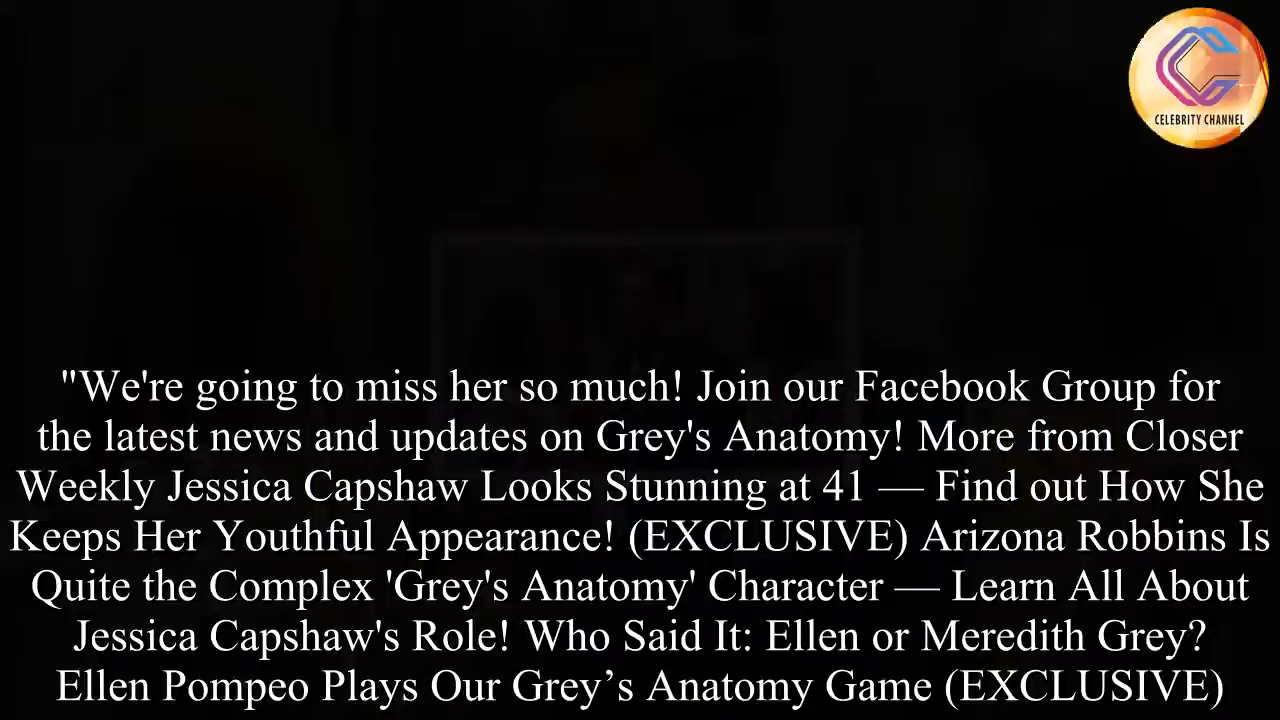 CELEBRITY CHANNEL
"We're going to miss her so much! Join our Facebook Group for
the latest news and updates on Grey's Anatomy! More from Closer
Weekly Jessica Capshaw Looks Stunning at 41 — Find out How She
Keeps Her Youthful Appearance! (EXCLUSIVE) Arizona Robbins Is
Quite the Complex 'Grey's Anatomy' Character — Learn All About
Jessica Capshaw's Role! Who Said It: Ellen or Meredith Grey?
Ellen Pompeo Plays Our Grey’s Anatomy Game (EXCLUSIVE)